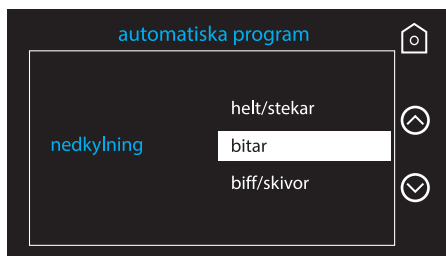 automatiska program
helt/stekar
nedkylning
bitar
biff/skivor